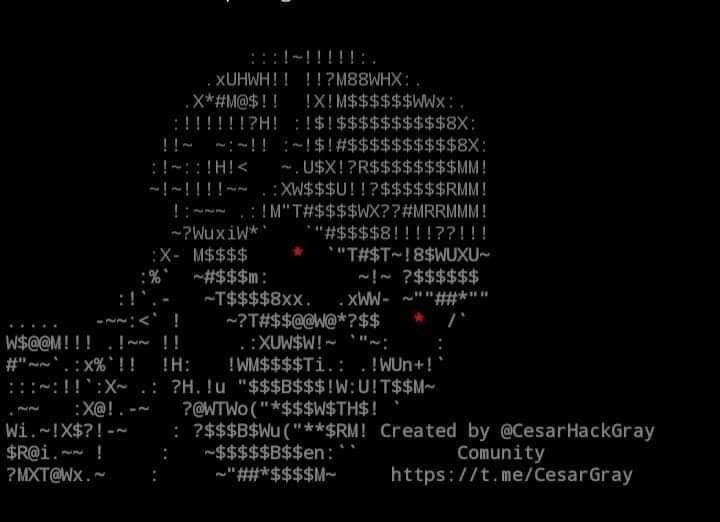 :::!~!!!!!:.
.xUHWH!! !!?M88WHX:.
.X*#M@$!!  !X!M$$$$$$WWx:.
:!!!!!!?H! :!$!$$$$$$$$$$8X:
!!~  ~:~!! :~!$!#$$$$$$$$$$8X:
:!~::!H!<   ~.U$X!?R$$$$$$$$MM!
~!~!!!!~~ .:XW$$$U!!?$$$$$$RMM!
!:~~~ .:!M"T#$$$$WX??#MRRMMM!
~?WuxiW*`   `"#$$$$8!!!!??!!!
:X- M$$$$    *  `"T#$T~!8$WUXU~
:%`  ~#$$$m:        ~!~ ?$$$$$$
:!`.-   ~T$$$$8xx.  .xWW- ~""##*""
.....   -~~:<` !    ~?T#$$@@W@*?$$   *  /`
W$@@M!!! .!~~ !!     .:XUW$W!~ `"~:    :
#"~~`.:x%`!!  !H:   !WM$$$$Ti.: .!WUn+!`
:::~:!!`:X~ .: ?H.!u "$$$B$$$!W:U!T$$M~
.~~   :X@!.-~   ?@WTWo("*$$$W$TH$! `
Wi.~!X$?!-~    : ?$$$B$Wu("**$RM! Created by @CesarHackGray
$R@i.~~ !     :   ~$$$$$B$$en:``         Comunity
?MXT@Wx.~    :     ~"##*$$$$M~     https://t.me/CesarGray